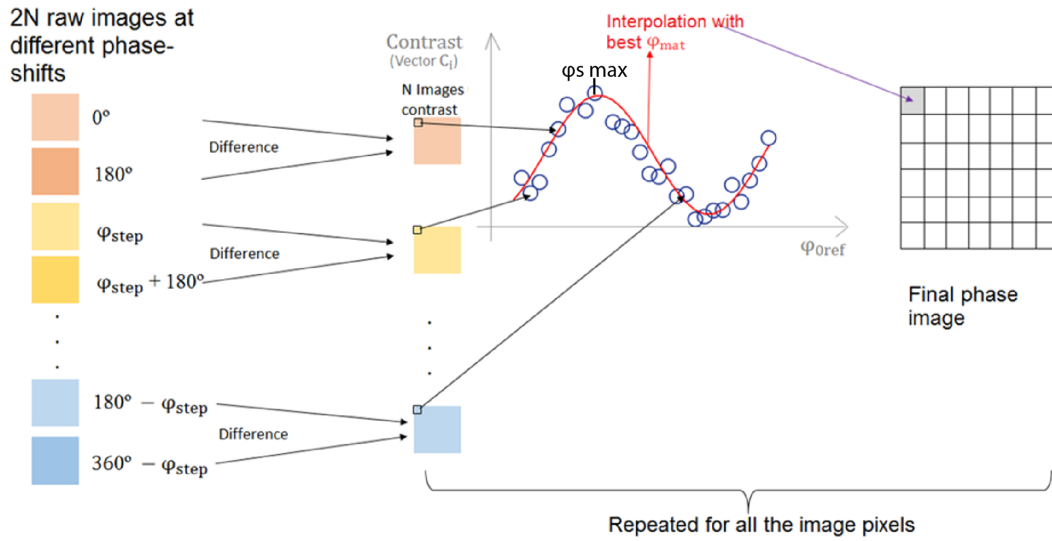 2N raw images at
different phase-
shifts
0º
180º
Difference
φstep
φstep + 180º
Difference
.
.
.
180º − φstep
360º − φstep
Difference
Contrast
(Vector Ci)
N Images
contrast
.
.
.
φs max
Interpolation with
best φmat
φ0ref
Final phase
image
Repeated for all the image pixels